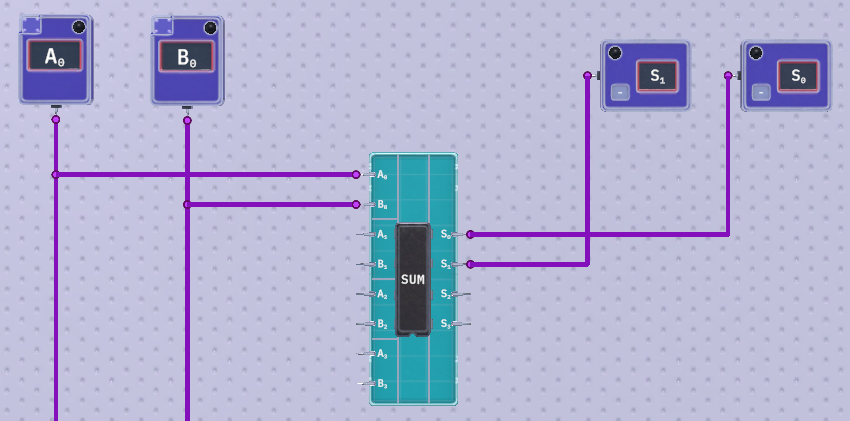 A₀
B₀
S₁
-
S₀
-
A₀
B₀
A₁
S₀
B₁
S₁
SUM
A₂
S₂
B₂
S₃
A₃
B₃